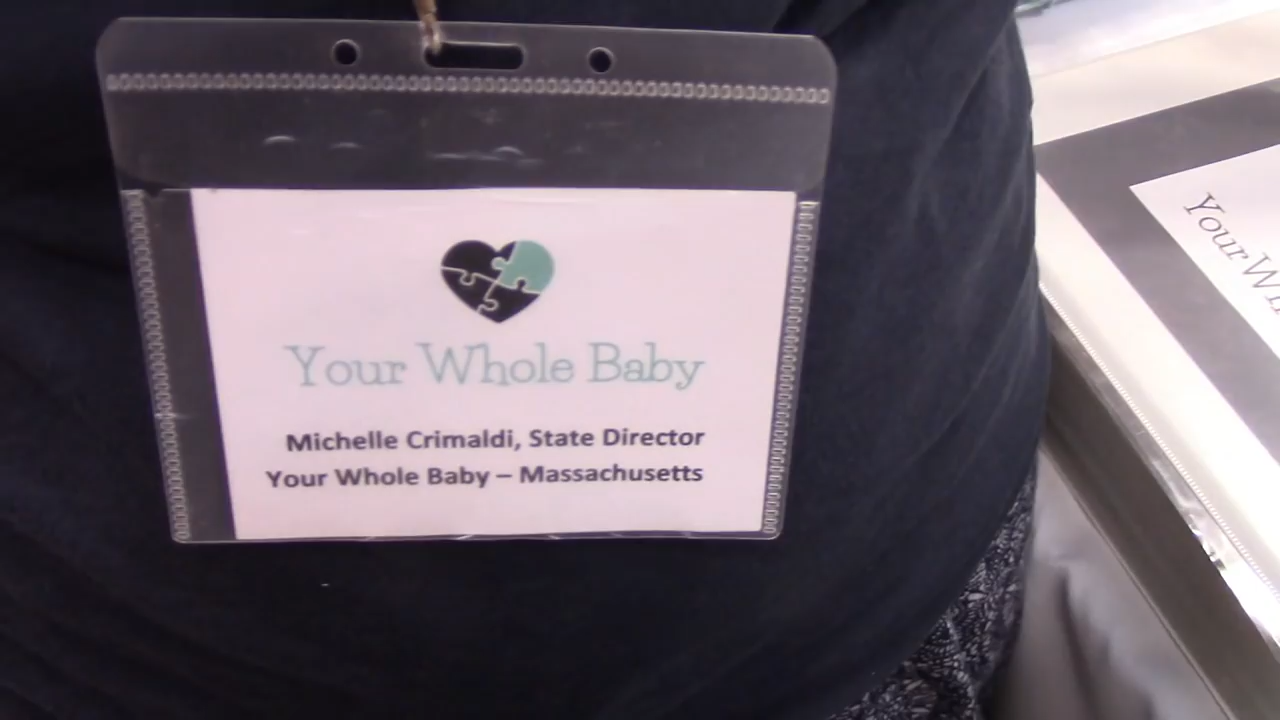 Your Whole Baby
Michelle Crimaldi, State Director
Your Whole Baby – Massachusetts
Your